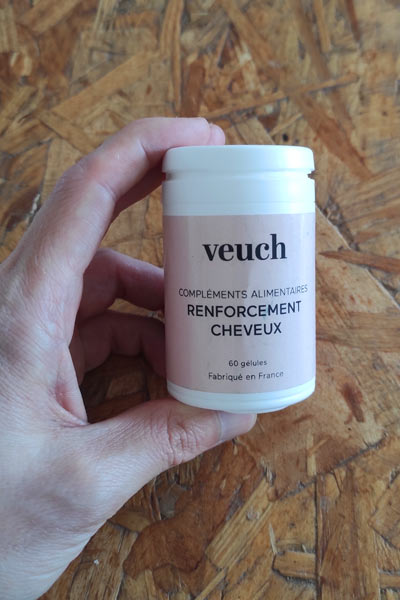 veuch
COMPLÉMENTS ALIMENTAIRES
RENFORCEMENT
CHEVEUX
60 gélules
Fabriqué en France